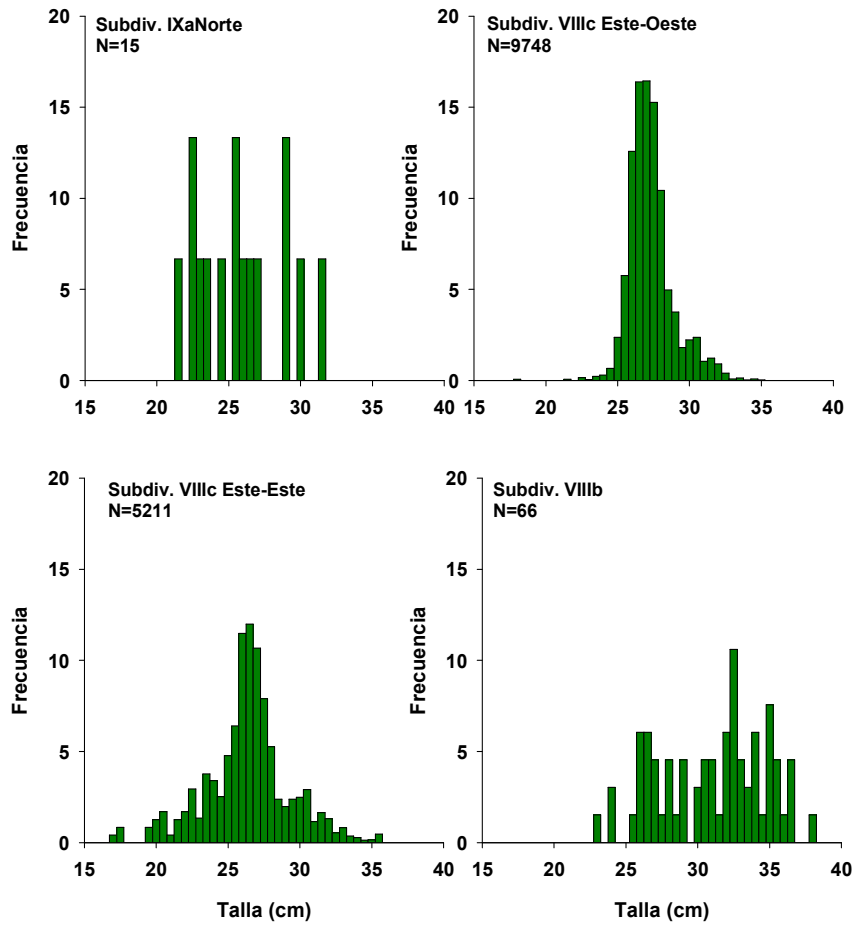 Subdiv. IXaNorte
N=15
Frecuencia
20
15
10
5
0
15 20 25 30 35 40
Subdiv. VIIIc Este-Oeste
N=9748
Frecuencia
20
15
10
5
0
15 20 25 30 35 40
Subdiv. VIIIc Este-Este
N=5211
Frecuencia
20
15
10
5
0
15 20 25 30 35 40
Talla (cm)
Subdiv. VIIIb
N=66
Frecuencia
20
15
10
5
0
15 20 25 30 35 40
Talla (cm)